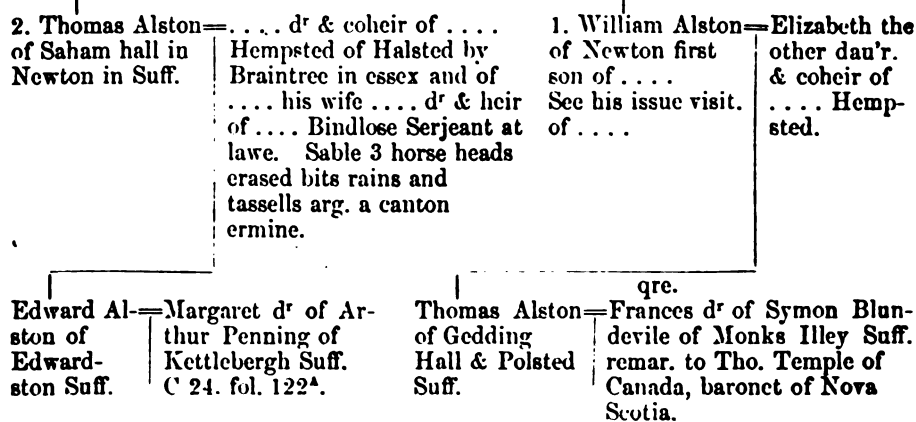 2. Thomas Alston=
of Saham hall in
Newton in Suff.
. . . . dʳ & coheir of . . . .
Hempsted of Halsted by
Braintree in essex and of
. . . . his wife . . . . dʳ & heir
of . . . . Bindlose Serjeant at
lawe. Sable 3 horse heads
erased bits rains and
tassells arg. a canton
ermine.
1. William Alston=
of Newton first
son of . . . .
See his issue visit.
of . . . .
Elizabeth the
other dau'r.
& coheir of
. . . . Hemp-
sted.
Edward Al-=
ston of
Edward-
ston Suff.
Margaret dʳ of Ar-
thur Penning of
Kettlebergh Suff.
C 24. fol. 122ᴬ.
qre.
Thomas Alston=
of Gedding
Hall & Polsted
Suff.
Frances dʳ of Symon Blun-
devile of Monks Illey Suff.
remar. to Tho. Temple of
Canada, baronet of Nova
Scotia.